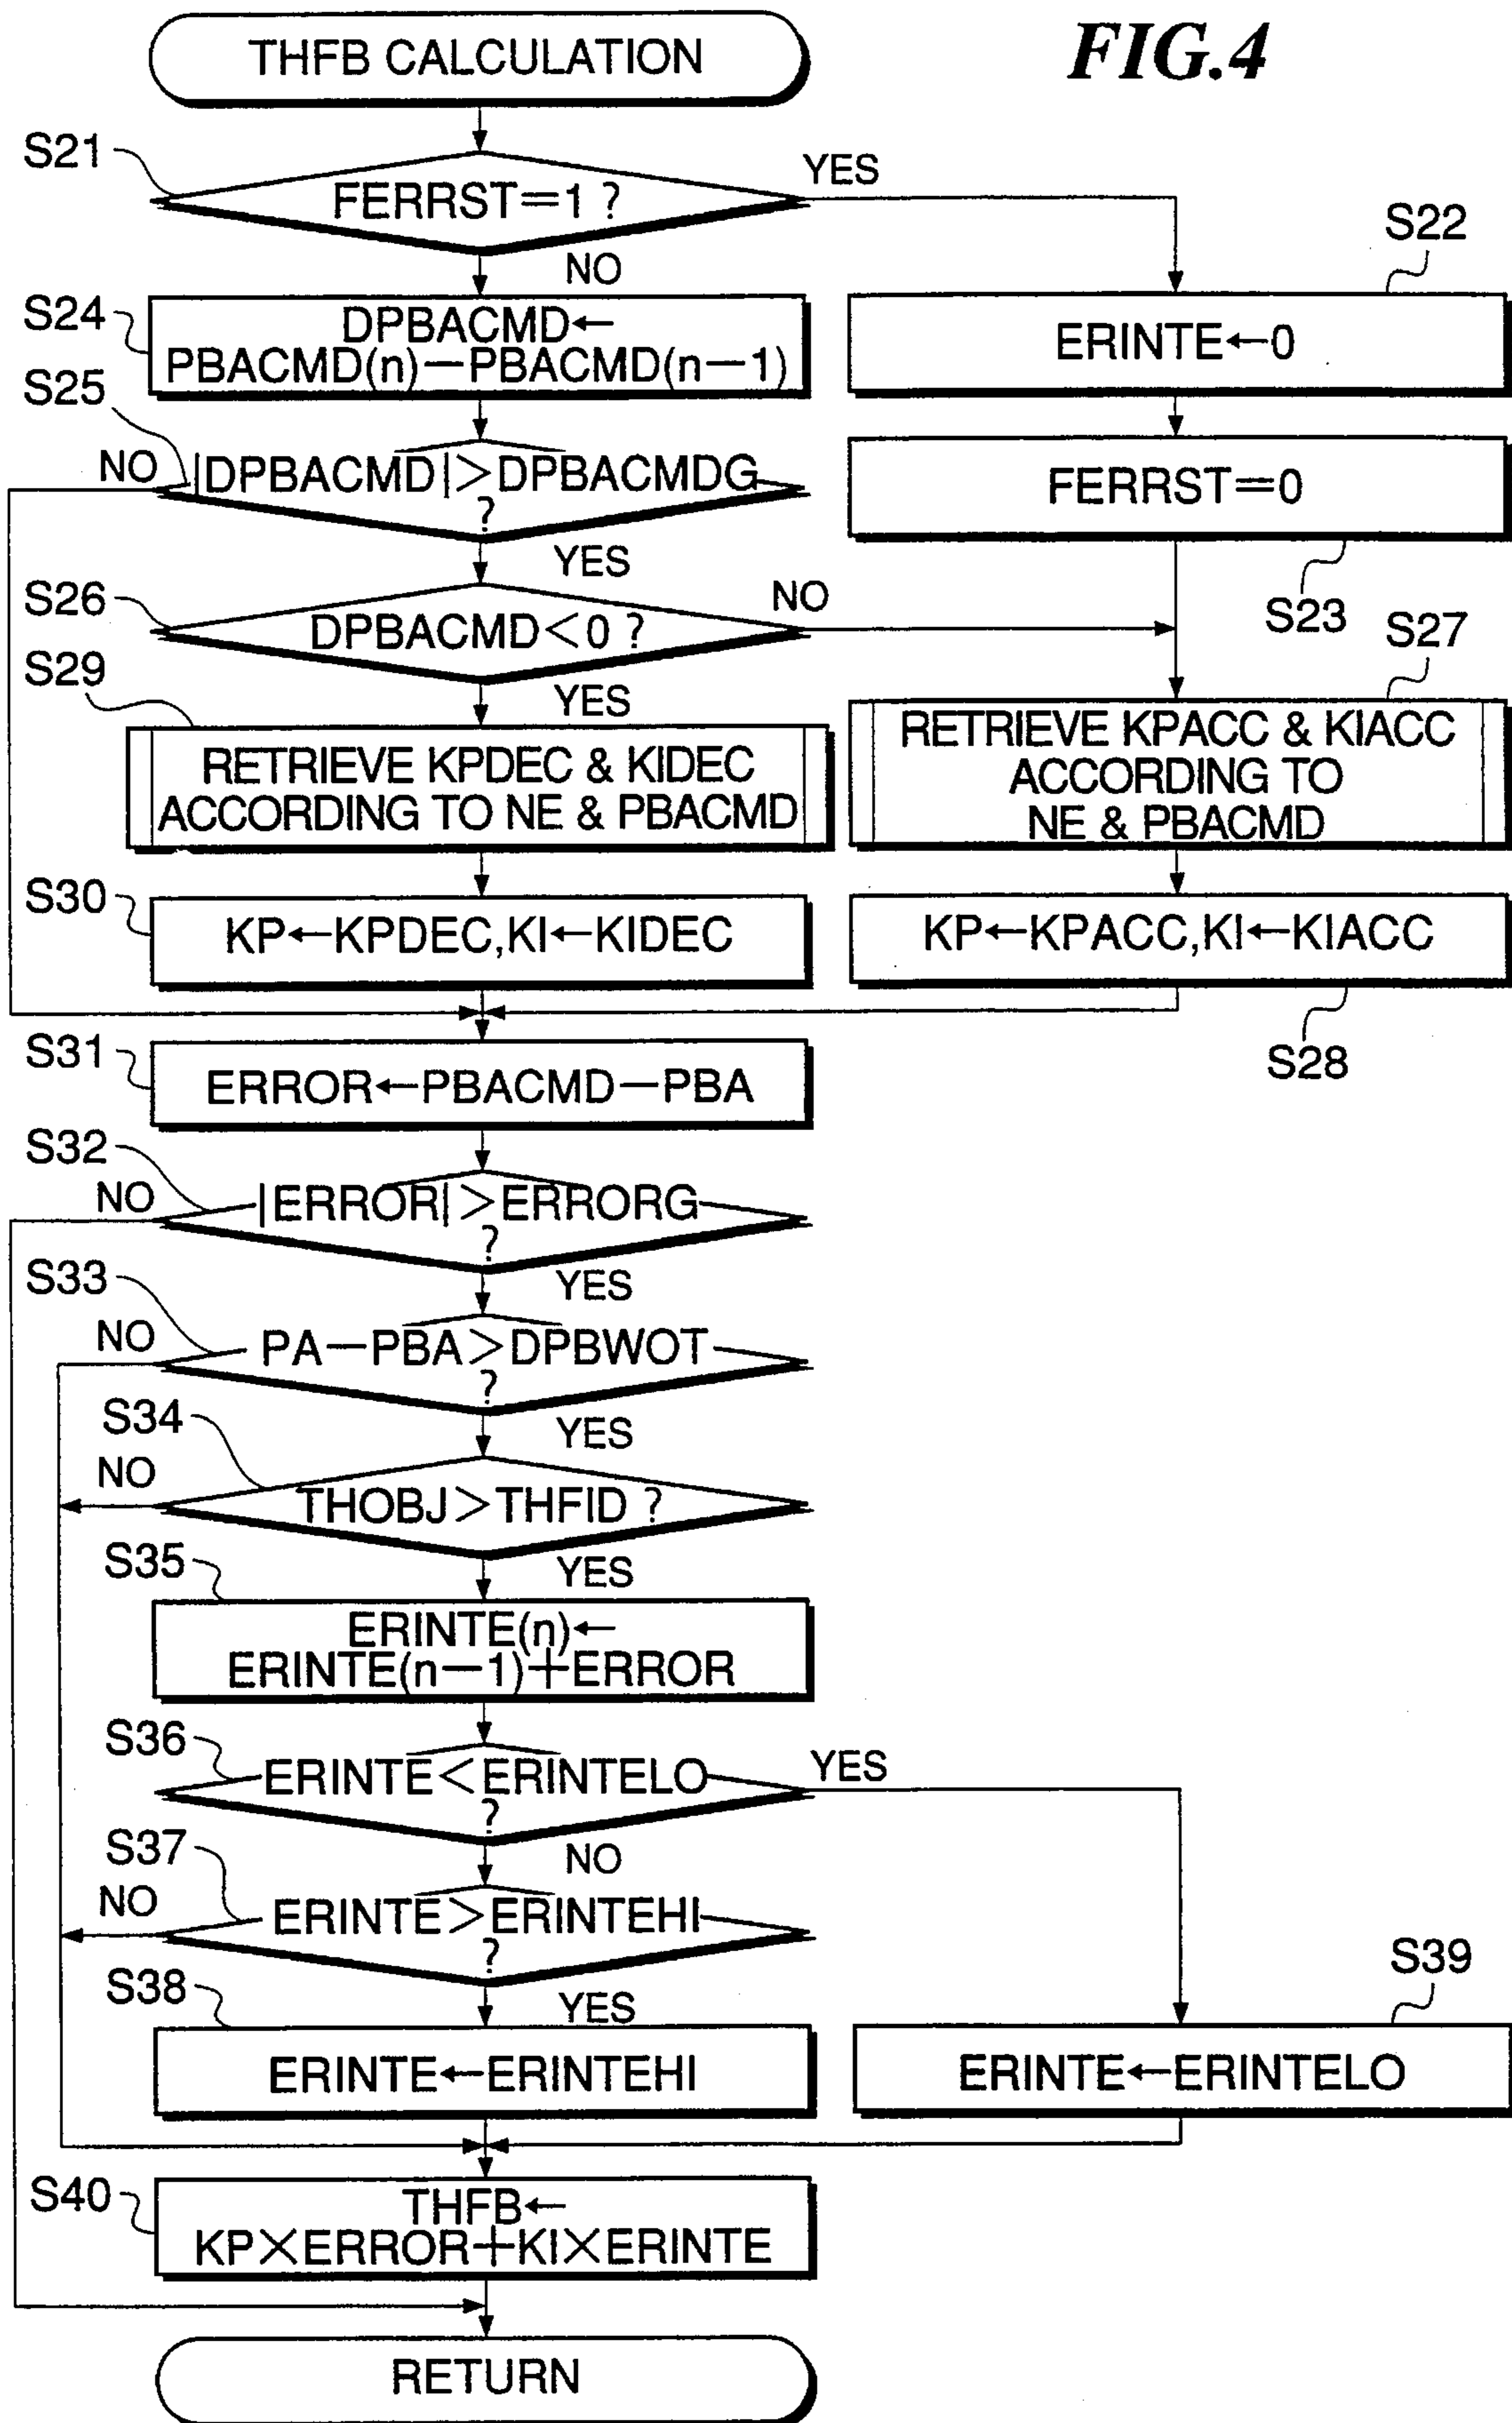 THFB CALCULATION
FIG.4
S21
FERRST=1 ?
YES
NO
S22
ERINTE←0
S24
DPBACMD←
PBACMD(n)−PBACMD(n−1)
S25
NO
|DPBACMD|>DPBACMDG
?
YES
FERRST=0
S23
S26
DPBACMD<0 ?
NO
YES
S27
RETRIEVE KPACC & KIACC
ACCORDING TO
NE & PBACMD
S29
RETRIEVE KPDEC & KIDEC
ACCORDING TO NE & PBACMD
S30
KP←KPDEC,KI←KIDEC
KP←KPACC,KI←KIACC
S28
S31
ERROR←PBACMD−PBA
S32
NO
|ERROR|>ERRORG
?
YES
S33
NO
PA−PBA>DPBWOT
?
YES
S34
NO
THOBJ>THFID ?
YES
S35
ERINTE(n)←
ERINTE(n−1)+ERROR
S36
ERINTE<ERINTELO
?
YES
NO
S37
NO
ERINTE>ERINTEHI
?
YES
S38
ERINTE←ERINTEHI
S39
ERINTE←ERINTELO
S40
THFB←
KP×ERROR+KI×ERINTE
RETURN